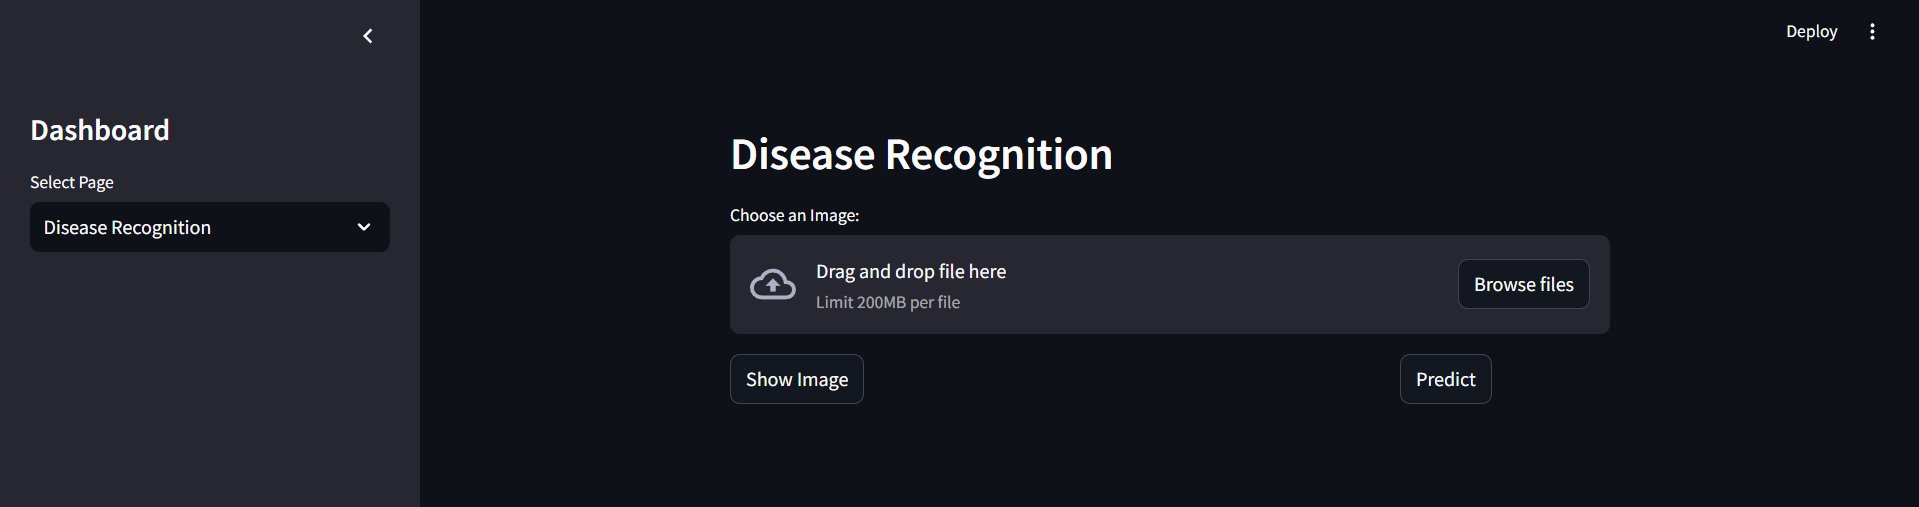 Deploy
Dashboard
Select Page
Disease Recognition
Disease Recognition
Choose an Image:
Drag and drop file here
Limit 200MB per file
Browse files
Show Image
Predict